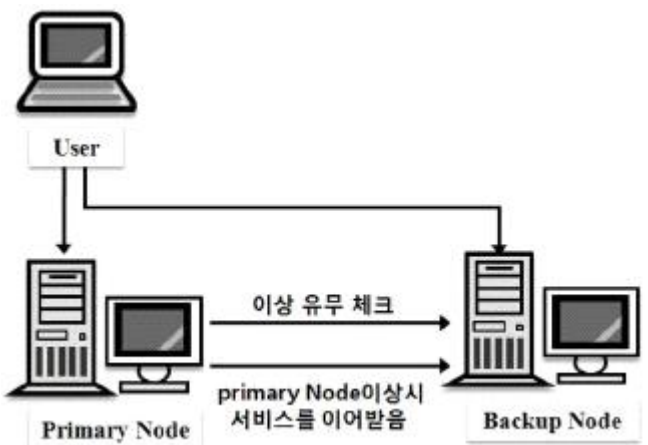 User
이상 유무 체크
primary Node이상시
서비스를 이어받음
Primary Node
Backup Node